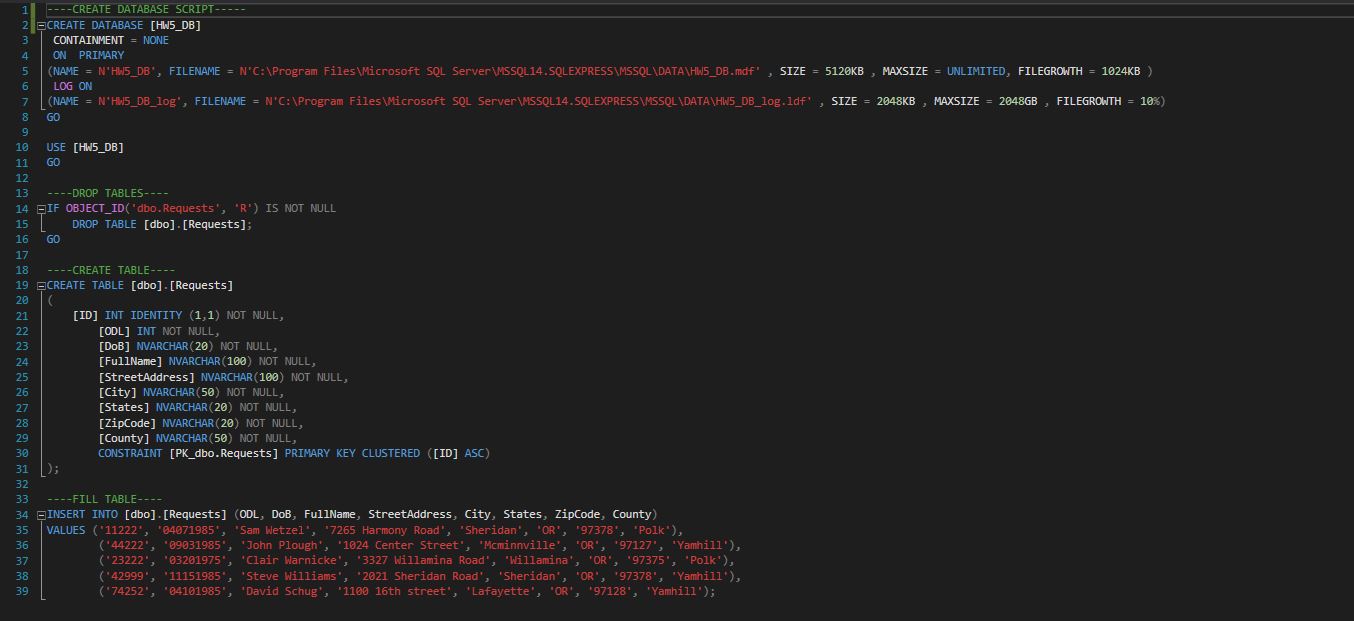 1 ----CREATE DATABASE SCRIPT-----
2 CREATE DATABASE [HW5_DB]
3 CONTAINMENT = NONE
4 ON  PRIMARY
5 (NAME = N'HW5_DB', FILENAME = N'C:\Program Files\Microsoft SQL Server\MSSQL14.SQLEXPRESS\MSSQL\DATA\HW5_DB.mdf' , SIZE = 5120KB , MAXSIZE = UNLIMITED, FILEGROWTH = 1024KB )
6 LOG ON
7 (NAME = N'HW5_DB_log', FILENAME = N'C:\Program Files\Microsoft SQL Server\MSSQL14.SQLEXPRESS\MSSQL\DATA\HW5_DB_log.ldf' , SIZE = 2048KB , MAXSIZE = 2048GB , FILEGROWTH = 10%)
8 GO
9
10 USE [HW5_DB]
11 GO
12
13 ----DROP TABLES----
14 IF OBJECT_ID('dbo.Requests', 'R') IS NOT NULL
15 DROP TABLE [dbo].[Requests];
16 GO
17
18 ----CREATE TABLE----
19 CREATE TABLE [dbo].[Requests]
20 (
21 [ID] INT IDENTITY (1,1) NOT NULL,
22 [ODL] INT NOT NULL,
23 [DoB] NVARCHAR(20) NOT NULL,
24 [FullName] NVARCHAR(100) NOT NULL,
25 [StreetAddress] NVARCHAR(100) NOT NULL,
26 [City] NVARCHAR(50) NOT NULL,
27 [States] NVARCHAR(20) NOT NULL,
28 [ZipCode] NVARCHAR(20) NOT NULL,
29 [County] NVARCHAR(50) NOT NULL,
30 CONSTRAINT [PK_dbo.Requests] PRIMARY KEY CLUSTERED ([ID] ASC)
31 );
32
33 ----FILL TABLE----
34 INSERT INTO [dbo].[Requests] (ODL, DoB, FullName, StreetAddress, City, States, ZipCode, County)
35 VALUES ('11222', '04071985', 'Sam Wetzel', '7265 Harmony Road', 'Sheridan', 'OR', '97378', 'Polk'),
36 ('44222', '09031985', 'John Plough', '1024 Center Street', 'Mcminnville', 'OR', '97127', 'Yamhill'),
37 ('23222', '03201975', 'Clair Warnicke', '3327 Willamina Road', 'Willamina', 'OR', '97375', 'Polk'),
38 ('42999', '11151985', 'Steve Williams', '2021 Sheridan Road', 'Sheridan', 'OR', '97378', 'Yamhill'),
39 ('74252', '04101985', 'David Schug', '1100 16th street', 'Lafayette', 'OR', '97128', 'Yamhill');